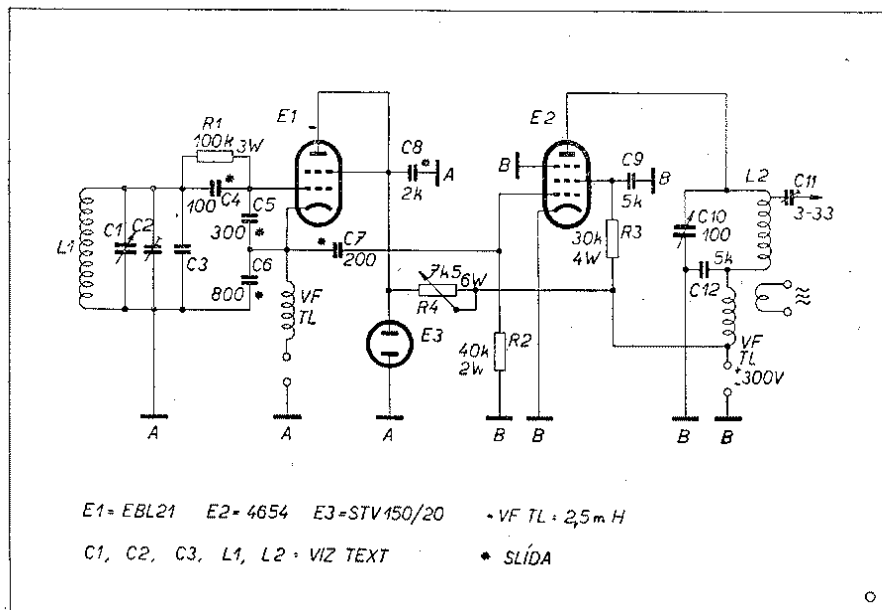 E1
R1
100k
3W
L1
C1
C2
C3
100
C4
C5
300
C6
800
VF
TL
C7
200
C8
2k
A
7k5
6W
R4
E3
A
A
A
E2
B
C9
5k
B
30k
4W
R3
R2
40k
2W
B
B
L2
C11
3-33
C10
100
5k
C12
VF
TL
+
-300V
B
B
E1 = EBL21 E2 = 4654 E3 = STV150/20 • VF TL = 2,5 m H
C1, C2, C3, L1, L2 = VIZ TEXT * SLÍDA